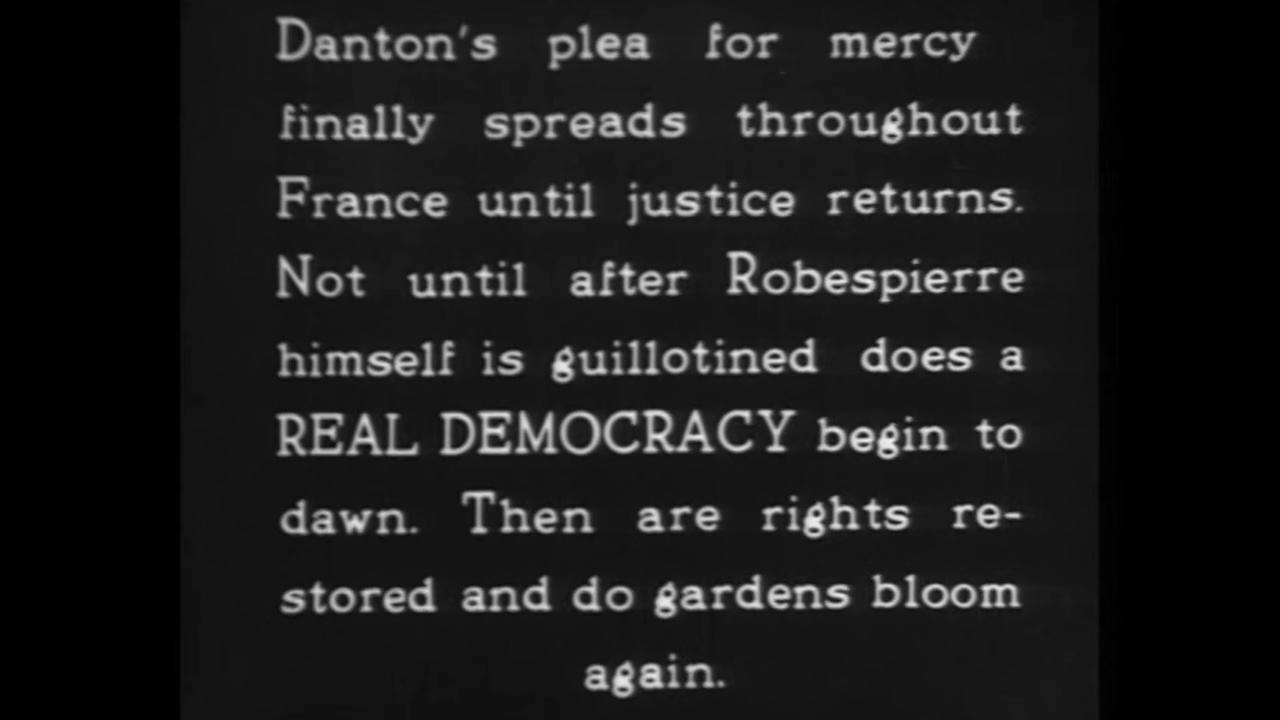 Danton's plea for mercy
finally spreads throughout
France until justice returns.
Not until after Robespierre
himself is guillotined does a
REAL DEMOCRACY begin to
dawn. Then are rights re-
stored and do gardens bloom
again.